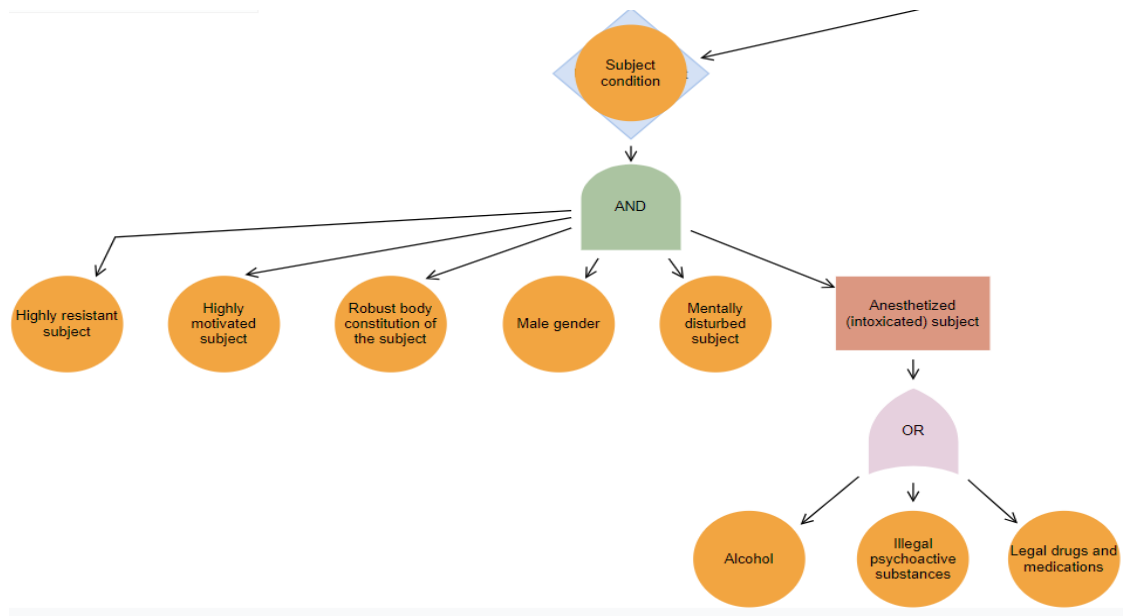 Subject
condition
AND
Highly resistant
subject
Highly
motivated
subject
Robust body
constitution of
the subject
Male gender
Mentally
disturbed
subject
Anesthetized
(intoxicated) subject
OR
Alcohol
Illegal
psychoactive
substances
Legal drugs and
medications